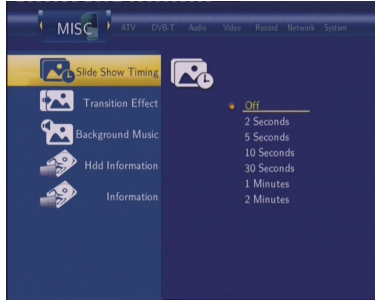 MISC ATV DVB-T Audio Video Record Network System
Slide Show Timing
Transition Effect
Background Music
Hdd Information
Information
Off
2 Seconds
5 Seconds
10 Seconds
30 Seconds
1 Minutes
2 Minutes